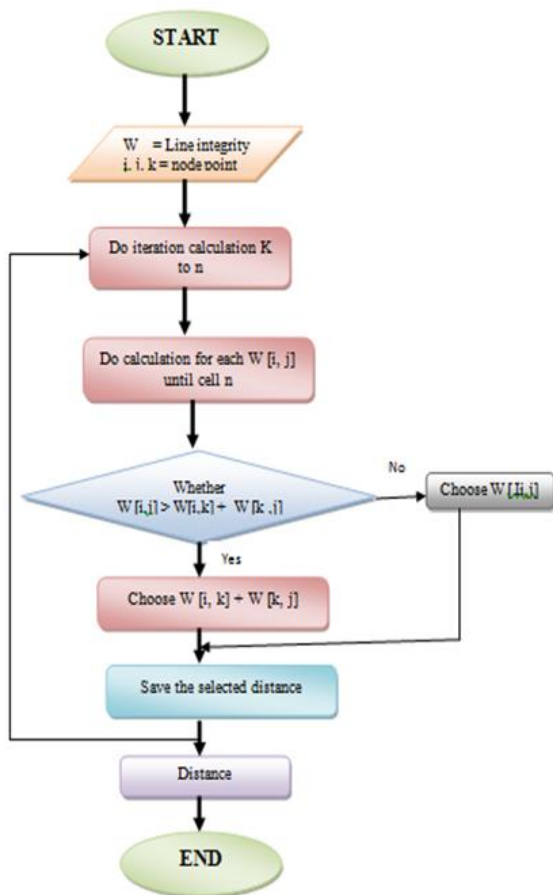 START
W = Line integrity
i, j, k = node point
Do iteration calculation K
to n
Do calculation for each W [i, j]
until cell n
Whether
W[i,j] > W[i,k] + W[k ,j]
No
Choose W [
Yes
Choose W [i, k] + W [k, j]
Save the selected distance
Distance
END